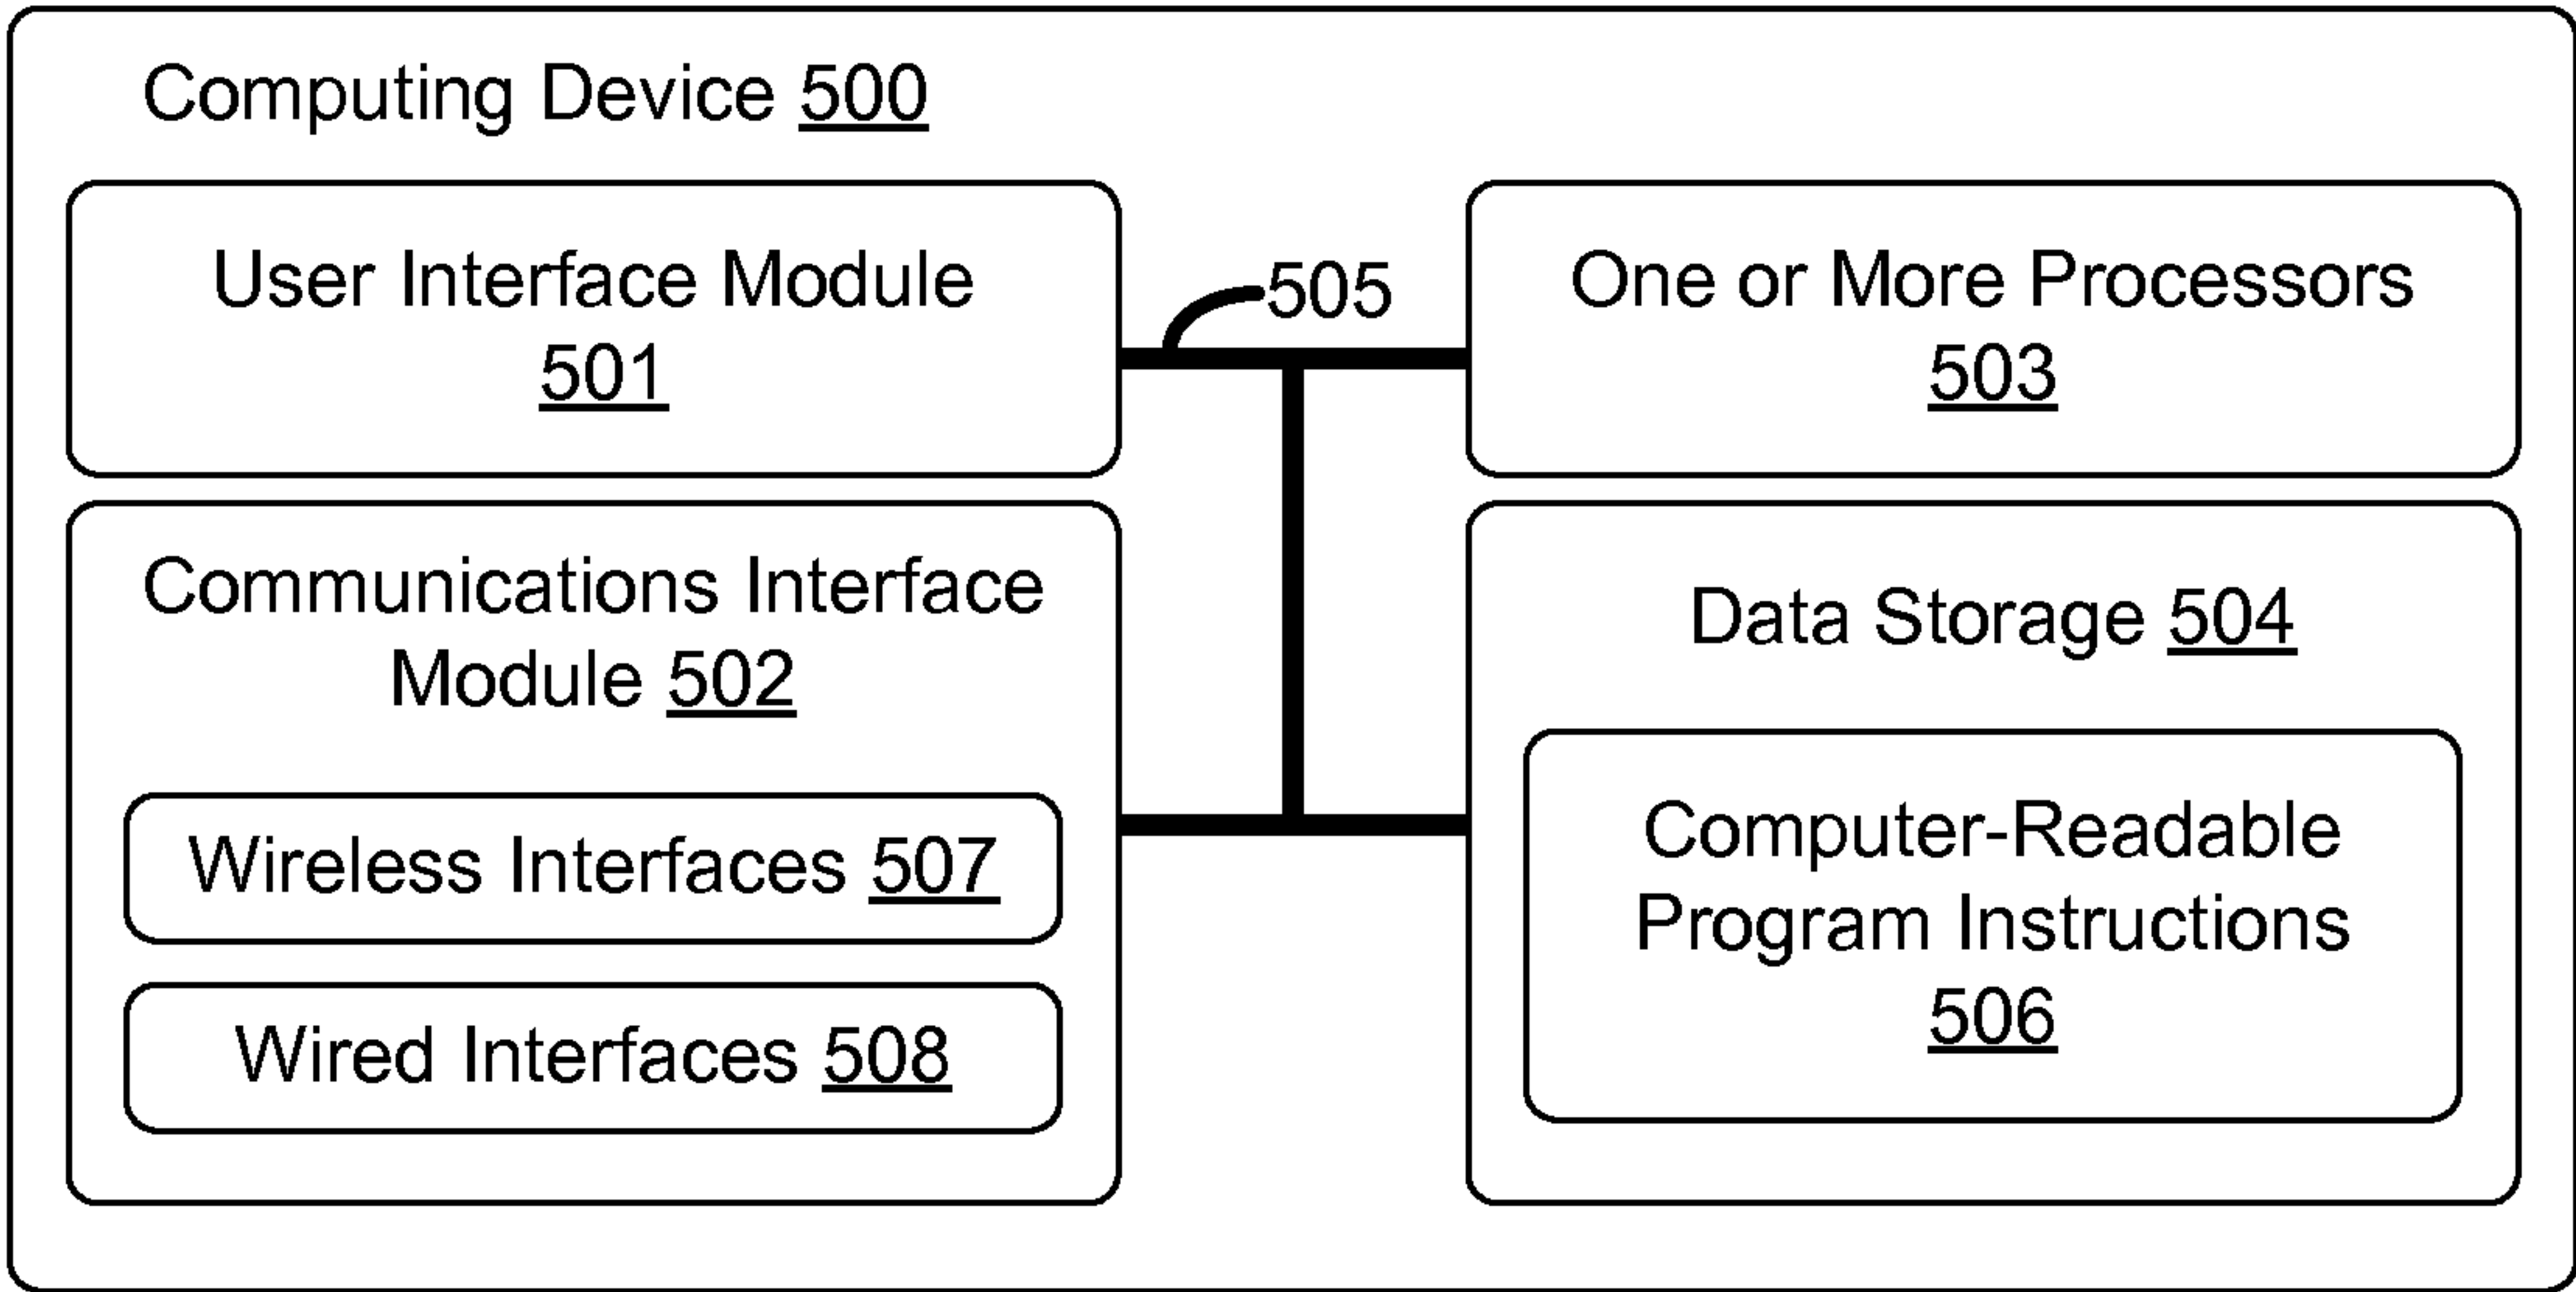 Computing Device 500
User Interface Module
501
505
One or More Processors
503
Communications Interface
Module 502
Wireless Interfaces 507
Wired Interfaces 508
Data Storage 504
Computer-Readable
Program Instructions
506